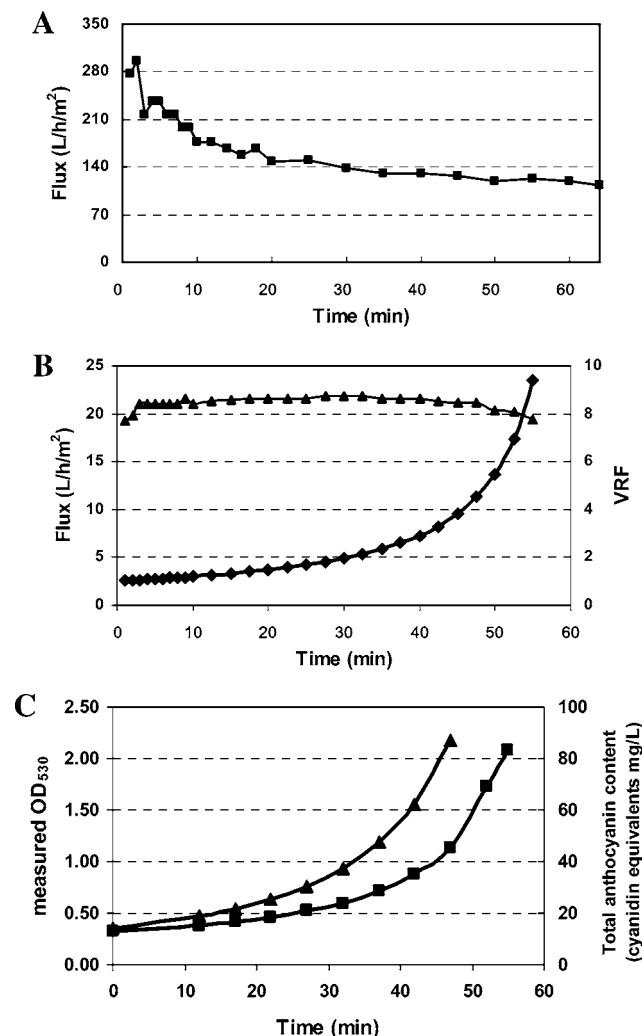 A
Flux (L/h/m²)
350
280
210
140
70
0
0 10 20 30 40 50 60
Time (min)
B
Flux (L/h/m²)
25
20
15
10
5
0
10
8
6
4
2
0
VRF
0 10 20 30 40 50 60
Time (min)
C
measured OD₅₃₀
2.50
2.00
1.50
1.00
0.50
0.00
100
80
60
40
20
0
Total anthocyanin content
(cyanidin equivalents mg/L)
0 10 20 30 40 50 60
Time (min)